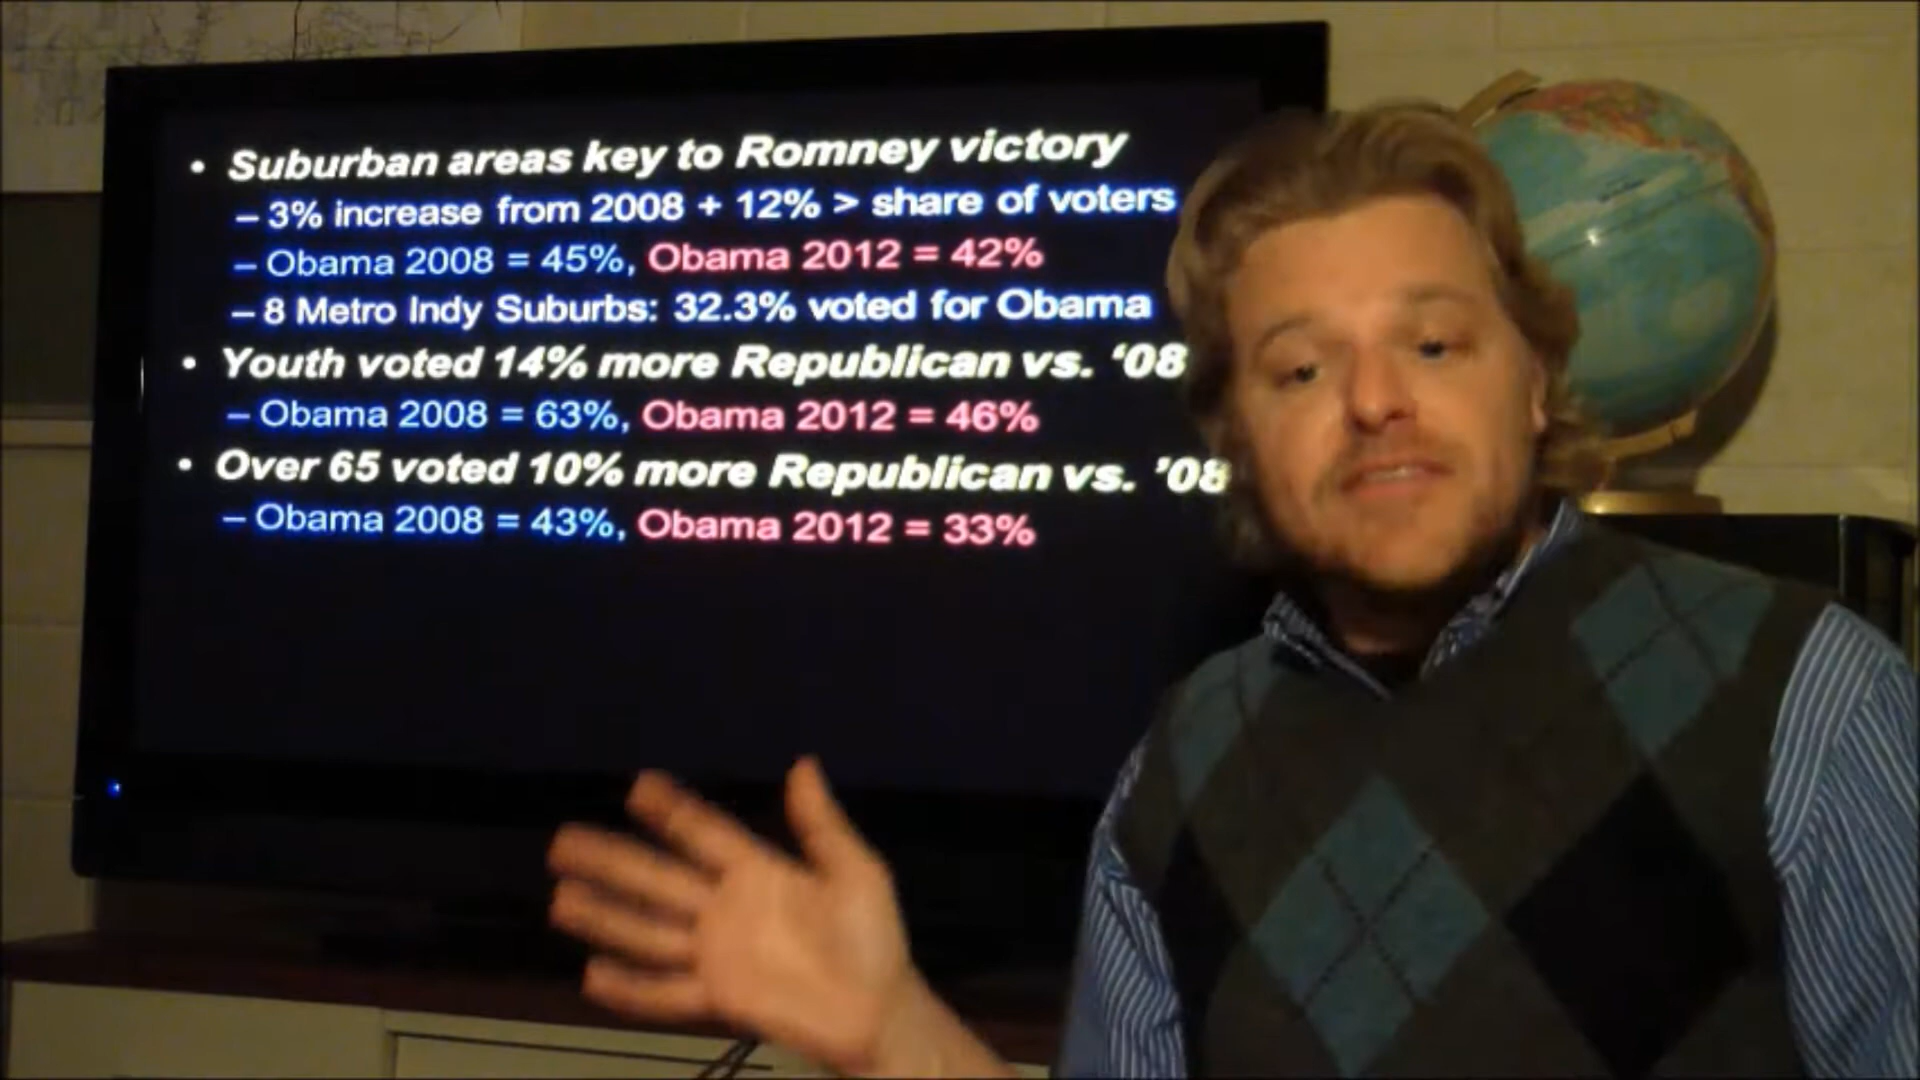 • Suburban areas key to Romney victory
– 3% increase from 2008 + 12% > share of voters
– Obama 2008 = 45%, Obama 2012 = 42%
– 8 Metro Indy Suburbs: 32.3% voted for Obama
• Youth voted 14% more Republican vs. ‘08
– Obama 2008 = 63%, Obama 2012 = 46%
• Over 65 voted 10% more Republican vs. ’08
– Obama 2008 = 43%, Obama 2012 = 33%